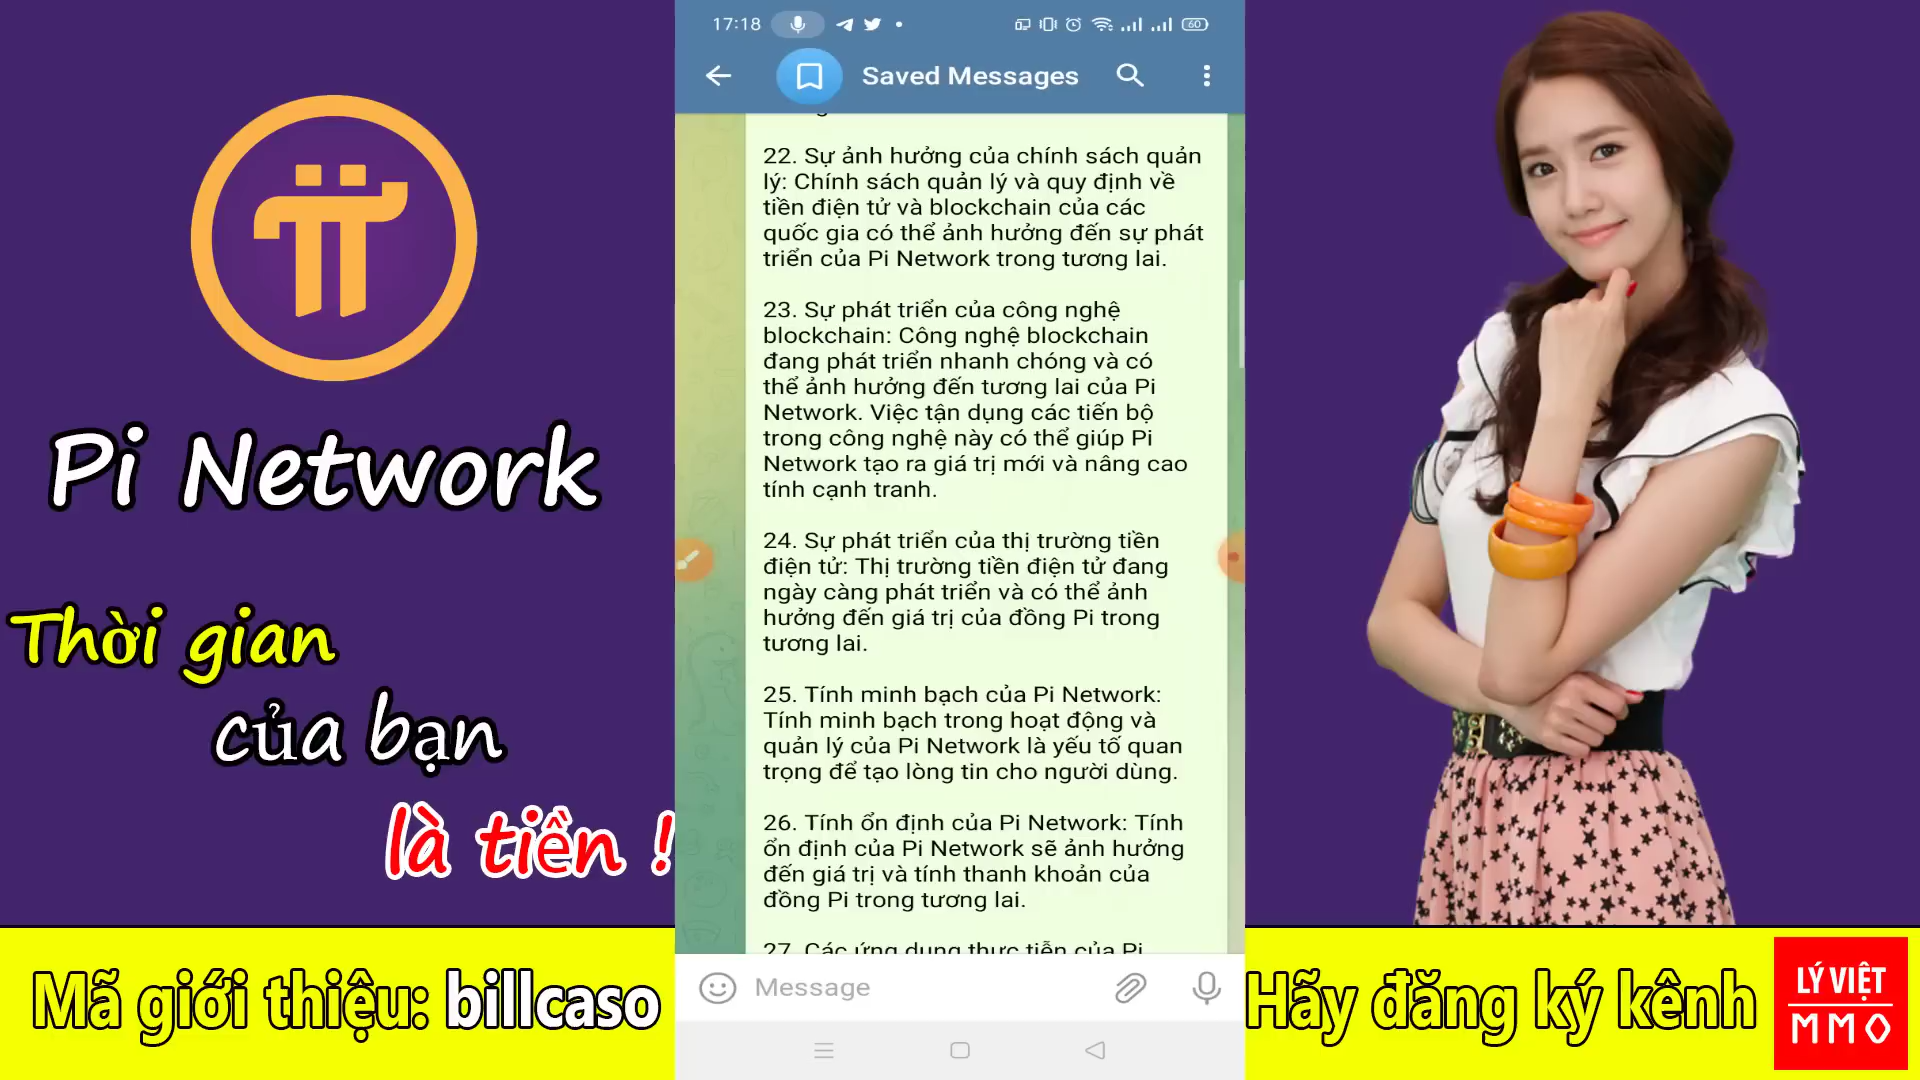 Pi Network
Thời gian
của bạn
là tiền !
Mã giới thiệu: billcaso
17:18
60
Saved Messages
22. Sự ảnh hưởng của chính sách quản
lý: Chính sách quản lý và quy định về
tiền điện tử và blockchain của các
quốc gia có thể ảnh hưởng đến sự phát
triển của Pi Network trong tương lai.
23. Sự phát triển của công nghệ
blockchain: Công nghệ blockchain
đang phát triển nhanh chóng và có
thể ảnh hưởng đến tương lai của Pi
Network. Việc tận dụng các tiến bộ
trong công nghệ này có thể giúp Pi
Network tạo ra giá trị mới và nâng cao
tính cạnh tranh.
24. Sự phát triển của thị trường tiền
điện tử: Thị trường tiền điện tử đang
ngày càng phát triển và có thể ảnh
hưởng đến giá trị của đồng Pi trong
tương lai.
25. Tính minh bạch của Pi Network:
Tính minh bạch trong hoạt động và
quản lý của Pi Network là yếu tố quan
trọng để tạo lòng tin cho người dùng.
26. Tính ổn định của Pi Network: Tính
ổn định của Pi Network sẽ ảnh hưởng
đến giá trị và tính thanh khoản của
đồng Pi trong tương lai.
27. Các ứng dụng thực tiễn của Pi
Message
Hãy đăng ký kênh
LÝ VIỆT
MMO